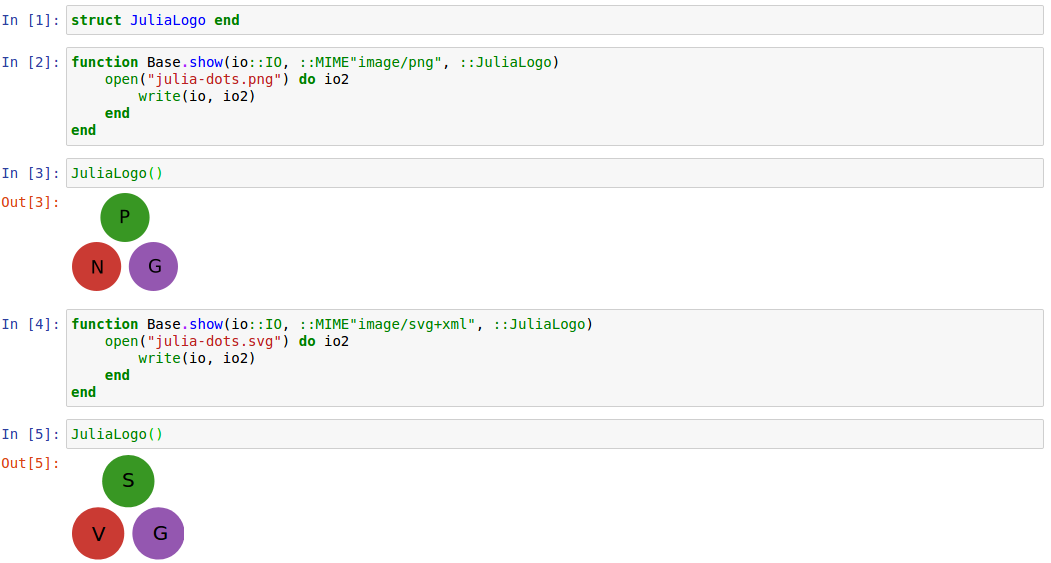 In [1]: struct JuliaLogo end
In [2]: function Base.show(io::IO, ::MIME"image/png", ::JuliaLogo)
    open("julia-dots.png") do io2
        write(io, io2)
    end
end
In [3]: JuliaLogo()
Out[3]:
P
N G
In [4]: function Base.show(io::IO, ::MIME"image/svg+xml", ::JuliaLogo)
    open("julia-dots.svg") do io2
        write(io, io2)
    end
end
In [5]: JuliaLogo()
Out[5]:
S
V G